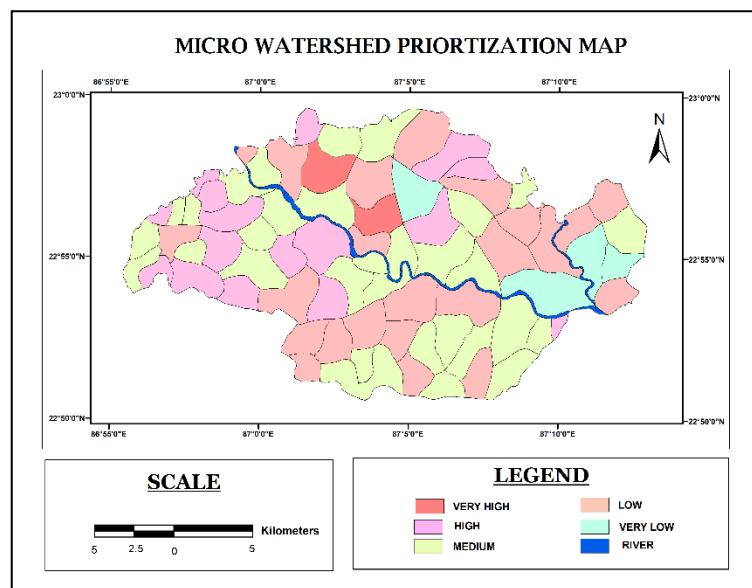 MICRO WATERSHED PRIORTIZATION MAP
86°55'0"E 87°0'0"E 87°5'0"E 87°10'0"E
23°0'0"N 23°0'0"N
N
22°55'0"N 22°55'0"N
22°50'0"N 22°50'0"N
86°55'0"E 87°0'0"E 87°5'0"E 87°10'0"E
SCALE
Kilometers
5 2.5 0 5
LEGEND
VERY HIGH LOW
HIGH VERY LOW
MEDIUM RIVER